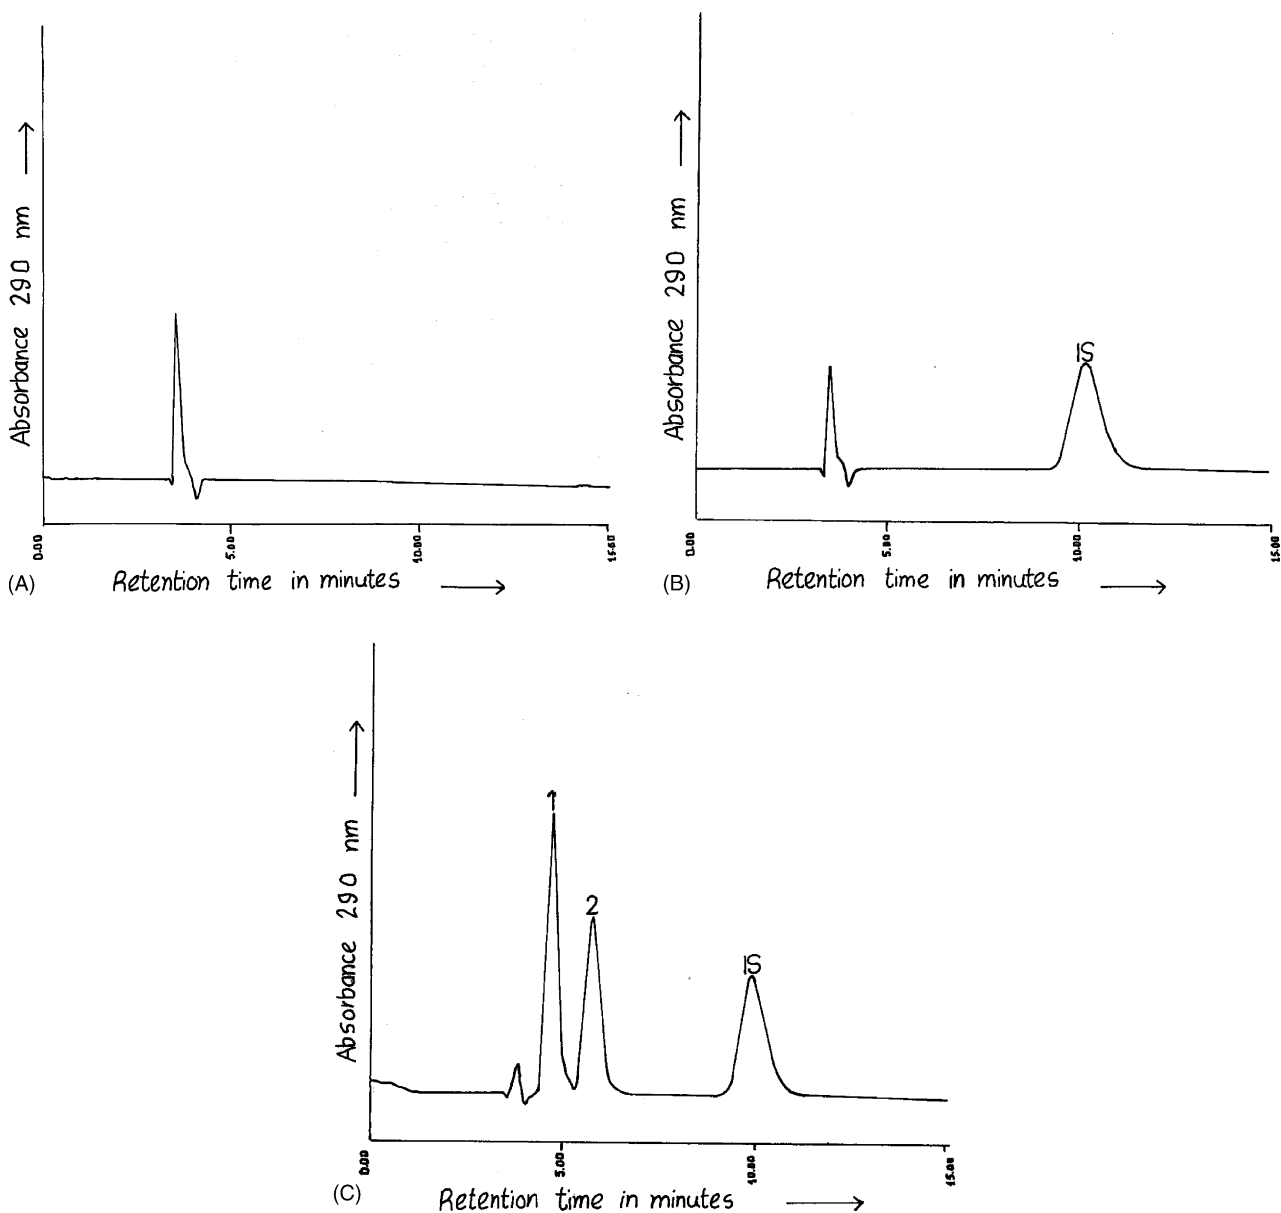 Absorbance 290 nm
0.00 5.00 10.00 15.00
(A) Retention time in minutes
IS
Absorbance 290 nm
0.00 5.00 10.00 15.00
(B) Retention time in minutes
1
2
IS
Absorbance 290 nm
0.00 5.00 10.00 15.00
(C) Retention time in minutes